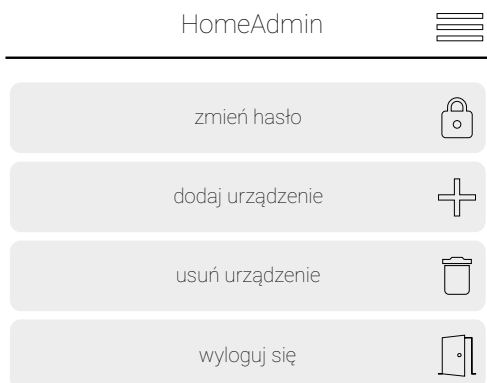 HomeAdmin
zmień hasło
dodaj urządzenie
usuń urządzenie
wyloguj się